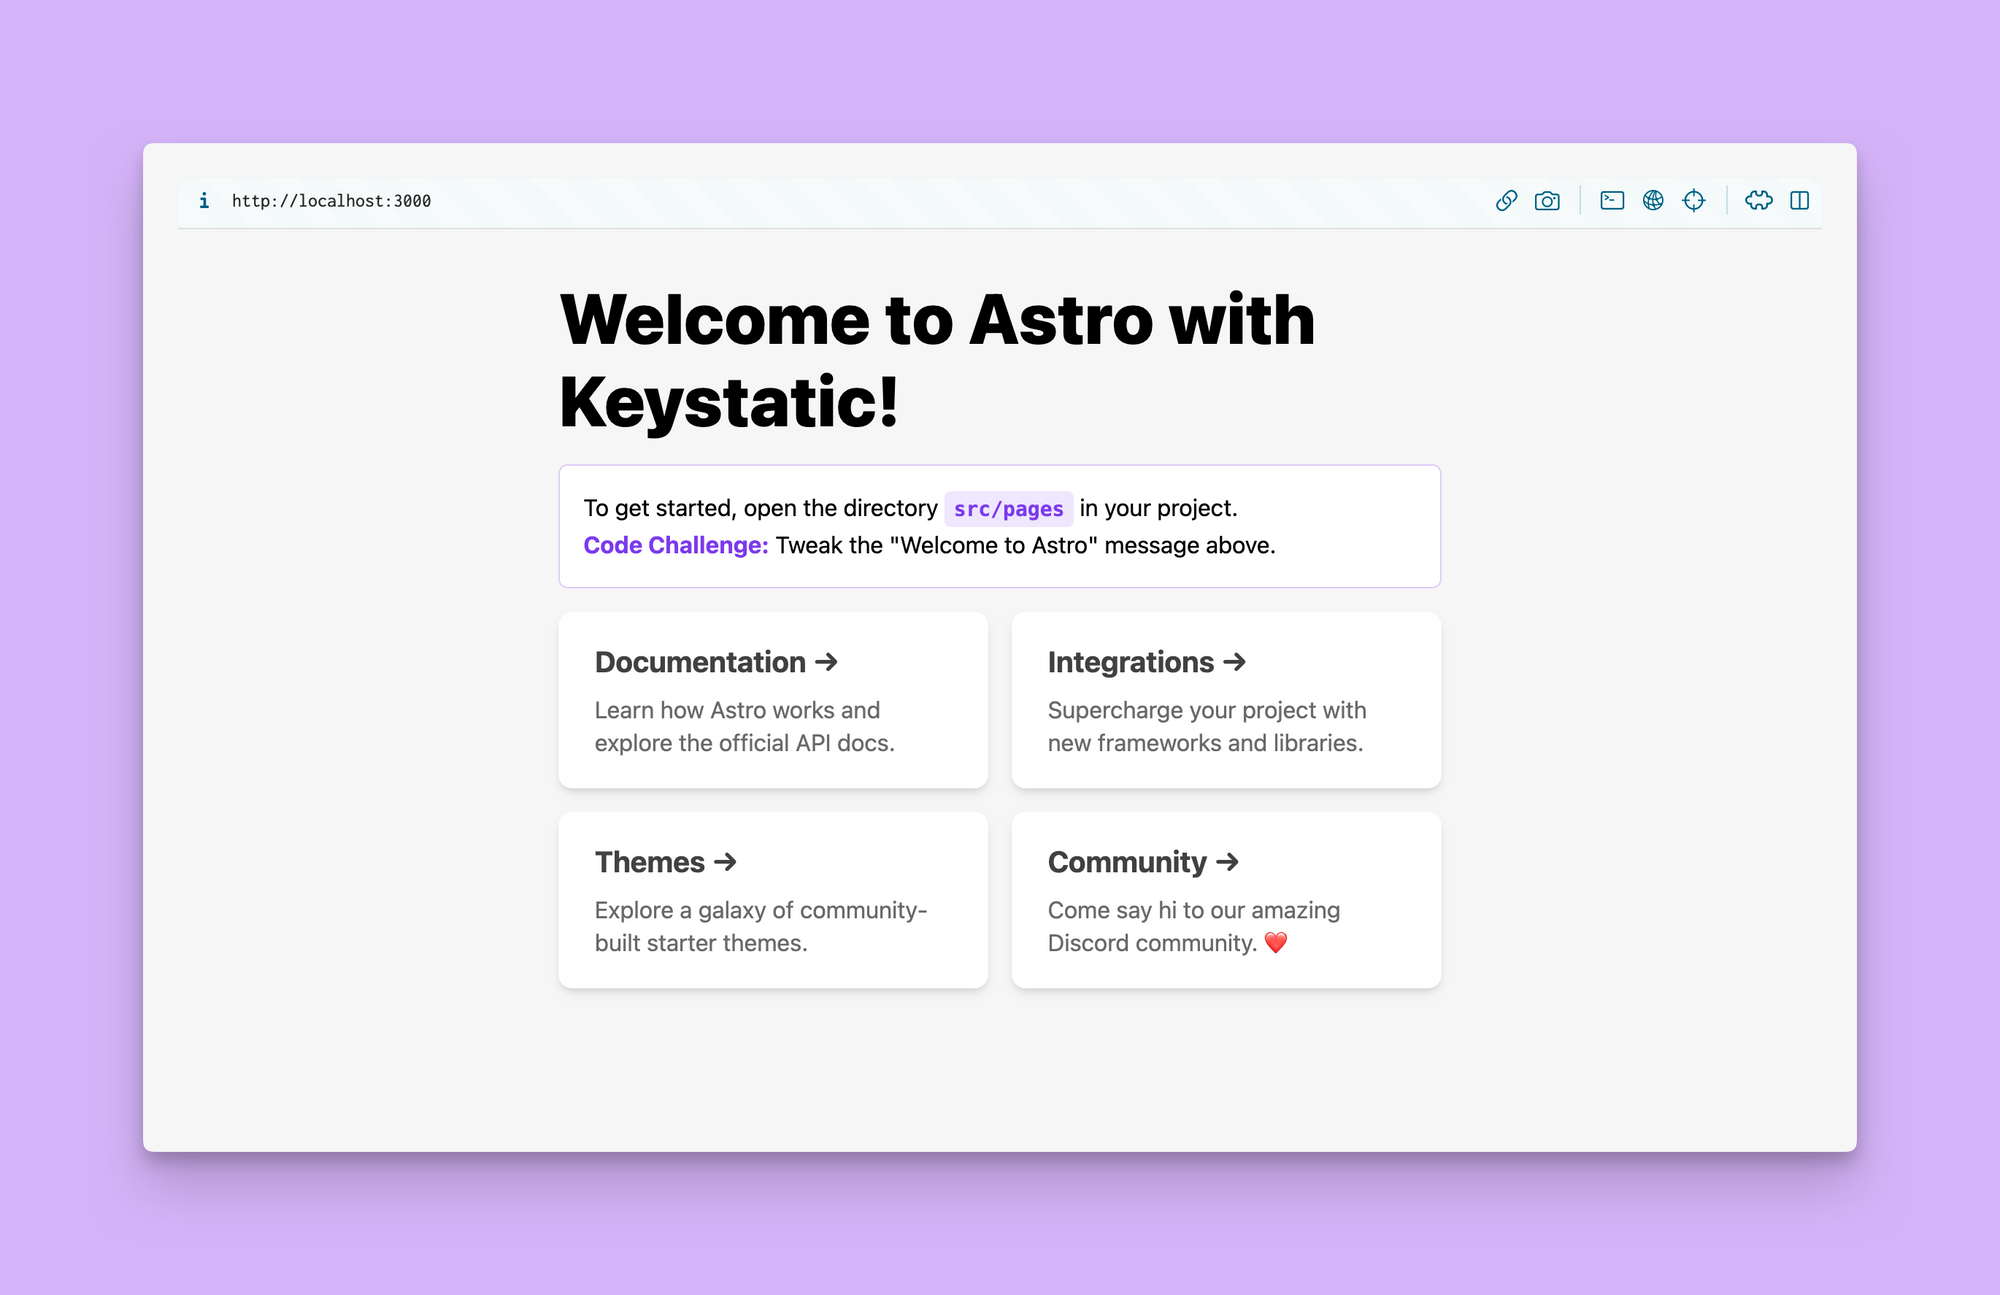 i http://localhost:3000
Welcome to Astro with
Keystatic!
To get started, open the directory src/pages in your project.
Code Challenge: Tweak the "Welcome to Astro" message above.
Documentation →
Learn how Astro works and
explore the official API docs.
Integrations →
Supercharge your project with
new frameworks and libraries.
Themes →
Explore a galaxy of community-
built starter themes.
Community →
Come say hi to our amazing
Discord community. ❤️